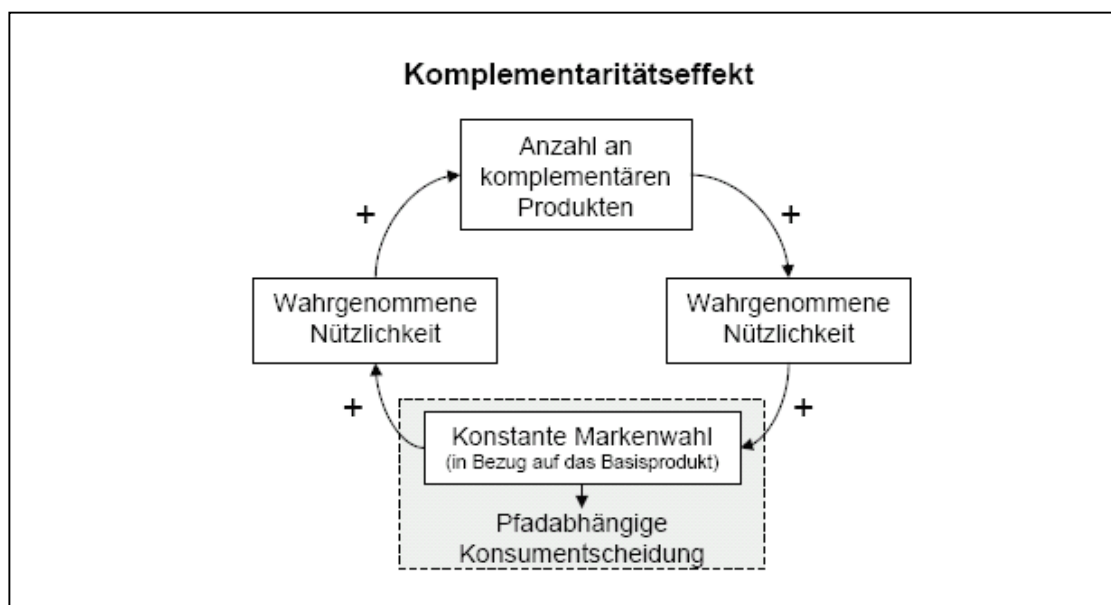 Komplementaritätseffekt
Anzahl an
komplementären
Produkten
+
+
Wahrgenommene
Nützlichkeit
Wahrgenommene
Nützlichkeit
+
+
Konstante Markenwahl
(in Bezug auf das Basisprodukt)
Pfadabhängige
Konsumentscheidung